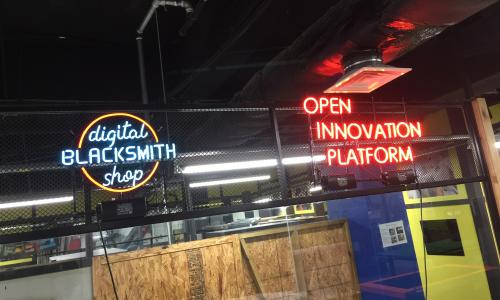 digital
BLACKSMITH
shop
OPEN
INNOVATION
PLATFORM